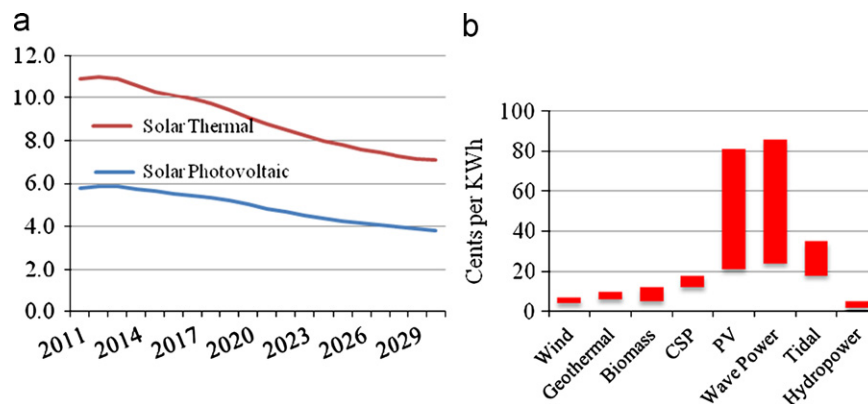 a
12.0
10.0
8.0
6.0
4.0
2.0
0.0
Solar Thermal
Solar Photovoltaic
2011
2014
2017
2020
2023
2026
2029
b
Cents per KWh
100
80
60
40
20
0
Wind
Geothermal
Biomass
CSP
PV
Wave Power
Tidal
Hydropower